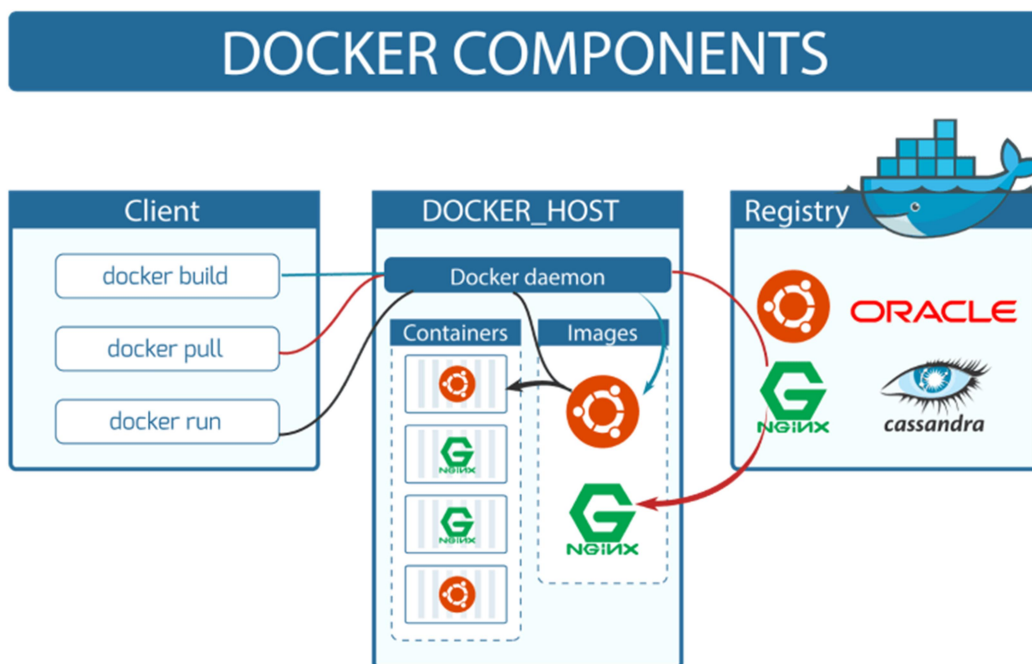 DOCKER COMPONENTS
Client
docker build
docker pull
docker run
DOCKER_HOST
Docker daemon
Containers
NGINX
NGINX
Images
NGINX
Registry
ORACLE
NGINX
cassandra